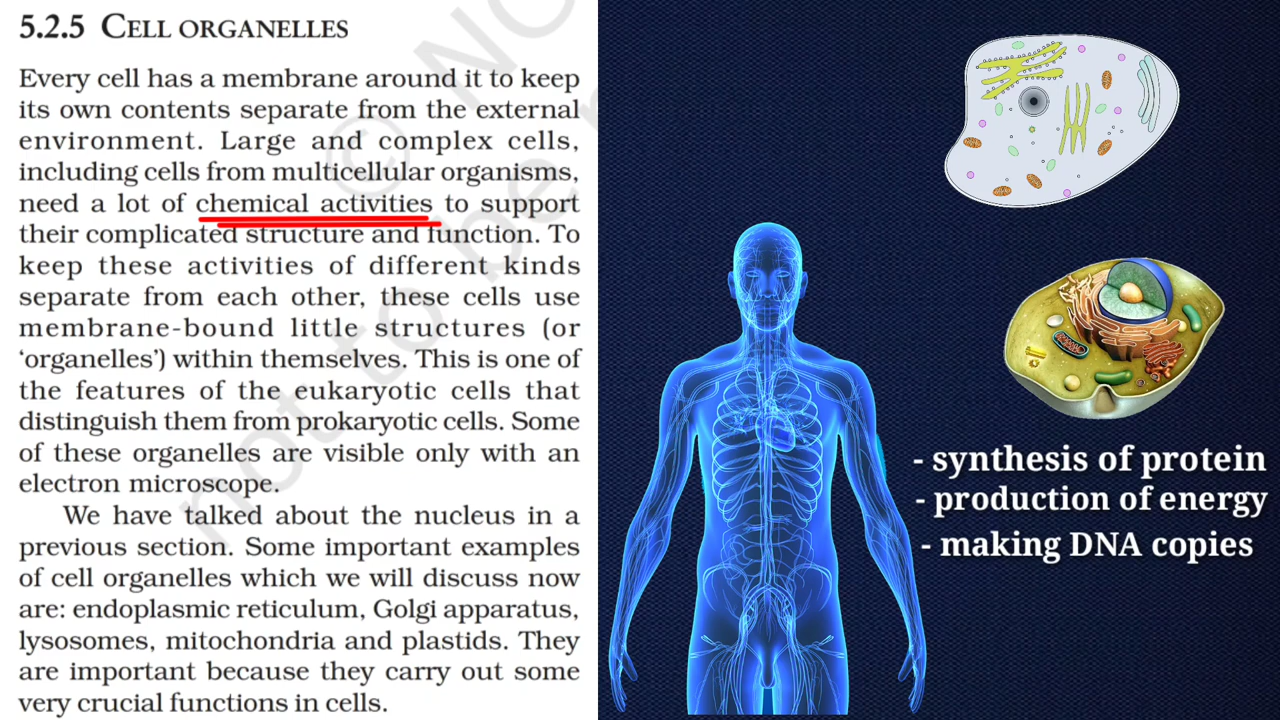 5.2.5 CELL ORGANELLES
Every cell has a membrane around it to keep
its own contents separate from the external
environment. Large and complex cells,
including cells from multicellular organisms,
need a lot of chemical activities to support
their complicated structure and function. To
keep these activities of different kinds
separate from each other, these cells use
membrane-bound little structures (or
‘organelles’) within themselves. This is one of
the features of the eukaryotic cells that
distinguish them from prokaryotic cells. Some
of these organelles are visible only with an
electron microscope.
We have talked about the nucleus in a
previous section. Some important examples
of cell organelles which we will discuss now
are: endoplasmic reticulum, Golgi apparatus,
lysosomes, mitochondria and plastids. They
are important because they carry out some
very crucial functions in cells.
- synthesis of protein
- production of energy
- making DNA copies
© NC
not to be